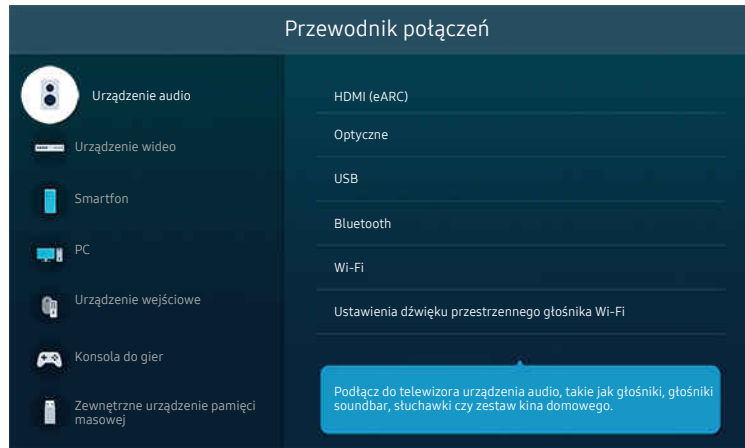 Przewodnik połączeń
Urządzenie audio
Urządzenie wideo
Smartfon
PC
Urządzenie wejściowe
Konsola do gier
Zewnętrzne urządzenie pamięci
masowej
HDMI (eARC)
Optyczne
USB
Bluetooth
Wi-Fi
Ustawienia dźwięku przestrzennego głośnika Wi-Fi
Podłącz do telewizora urządzenia audio, takie jak głośniki, głośniki
soundbar, słuchawki czy zestaw kina domowego.